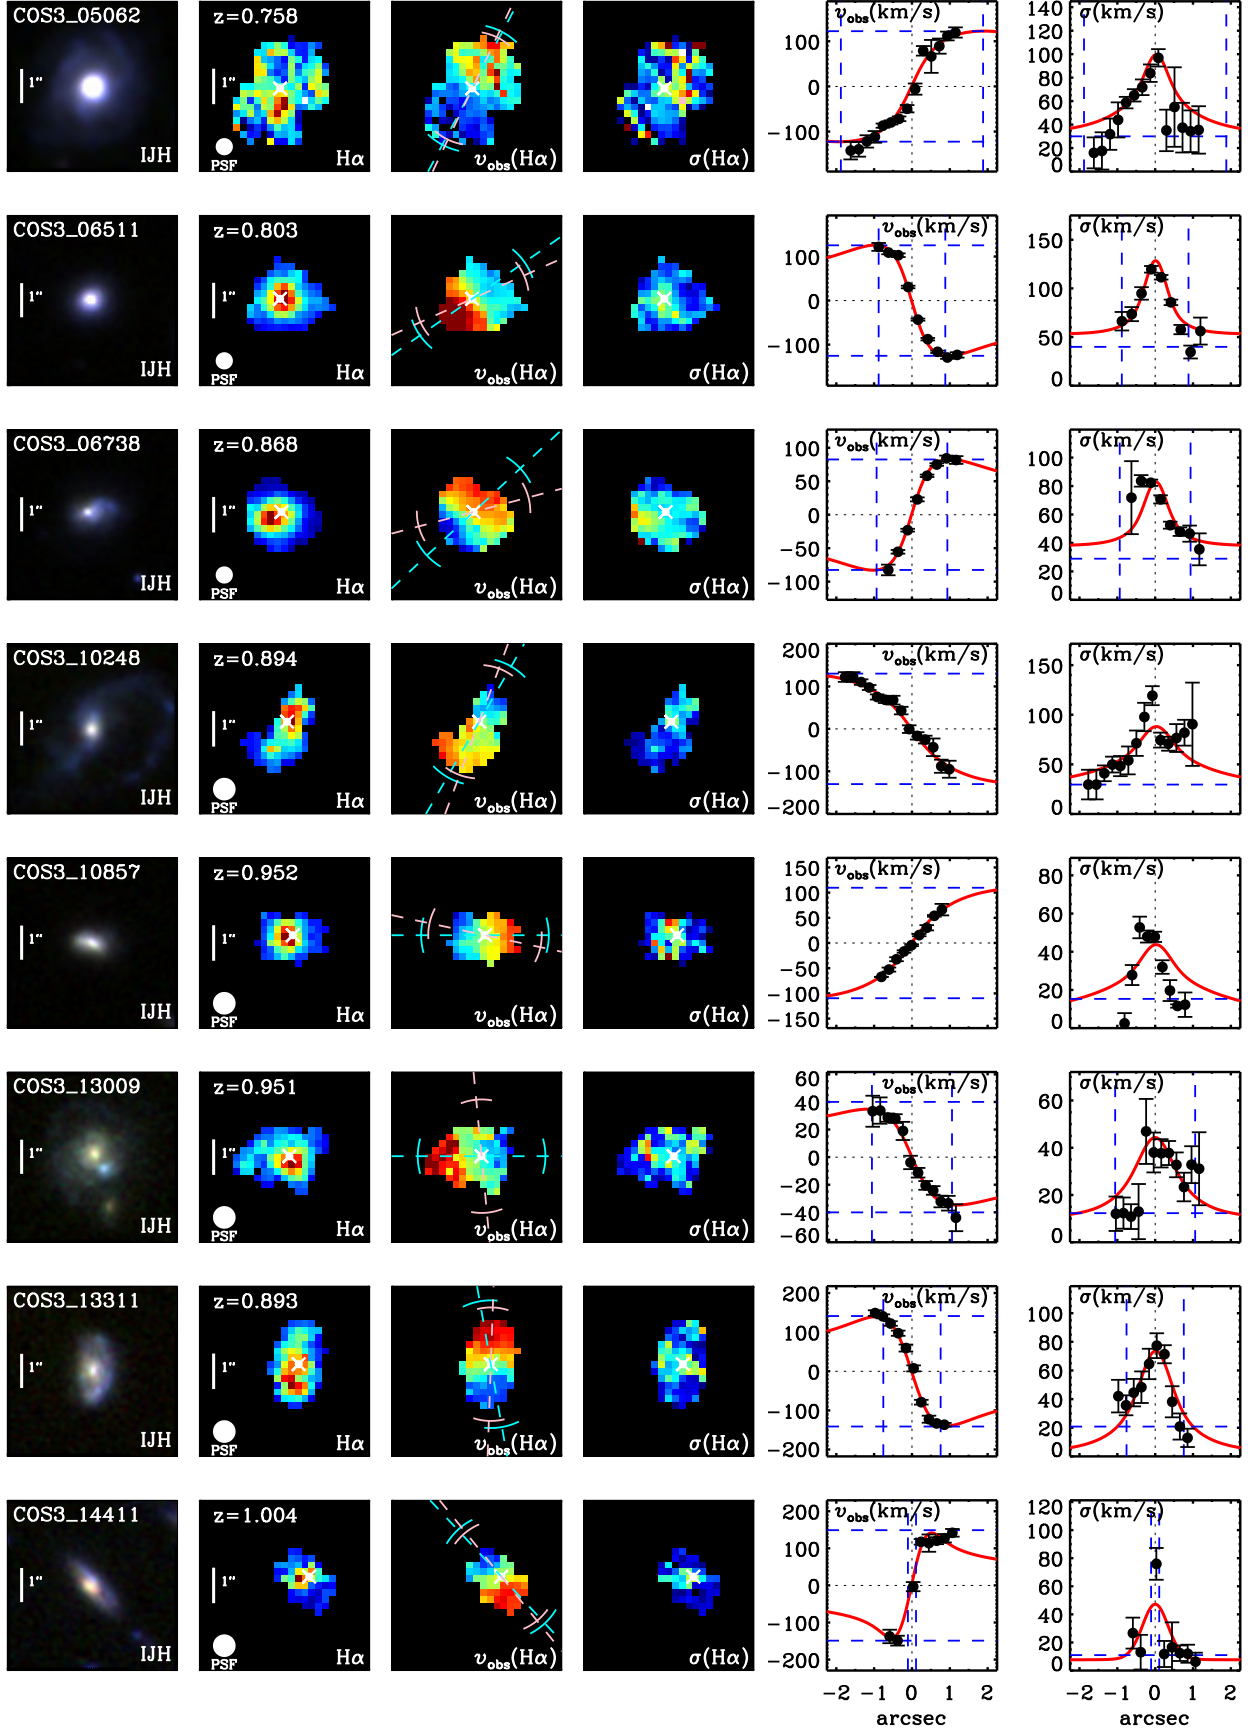 COS3_05062
1"
IJH
z=0.758
1"
PSF
Hα
v_obs(Hα)
σ(Hα)
v_obs(km/s)
100
0
−100
σ(km/s)
140
120
100
80
60
40
20
0
COS3_06511
1"
IJH
z=0.803
1"
PSF
Hα
v_obs(Hα)
σ(Hα)
v_obs(km/s)
100
0
−100
σ(km/s)
150
100
50
0
COS3_06738
1"
IJH
z=0.868
1"
PSF
Hα
v_obs(Hα)
σ(Hα)
v_obs(km/s)
100
50
0
−50
−100
σ(km/s)
100
80
60
40
20
0
COS3_10248
1"
IJH
z=0.894
1"
PSF
Hα
v_obs(Hα)
σ(Hα)
v_obs(km/s)
200
100
0
−100
−200
σ(km/s)
150
100
50
0
COS3_10857
1"
IJH
z=0.952
1"
PSF
Hα
v_obs(Hα)
σ(Hα)
v_obs(km/s)
150
100
50
0
−50
−100
−150
σ(km/s)
80
60
40
20
0
COS3_13009
1"
IJH
z=0.951
1"
PSF
Hα
v_obs(Hα)
σ(Hα)
v_obs(km/s)
60
40
20
0
−20
−40
−60
σ(km/s)
60
40
20
0
COS3_13311
1"
IJH
z=0.893
1"
PSF
Hα
v_obs(Hα)
σ(Hα)
v_obs(km/s)
200
100
0
−100
−200
σ(km/s)
100
80
60
40
20
0
COS3_14411
1"
IJH
z=1.004
1"
PSF
Hα
v_obs(Hα)
σ(Hα)
v_obs(km/s)
200
100
0
−100
−200
−2 −1 0 1 2
arcsec
σ(km/s)
120
100
80
60
40
20
0
−2 −1 0 1 2
arcsec